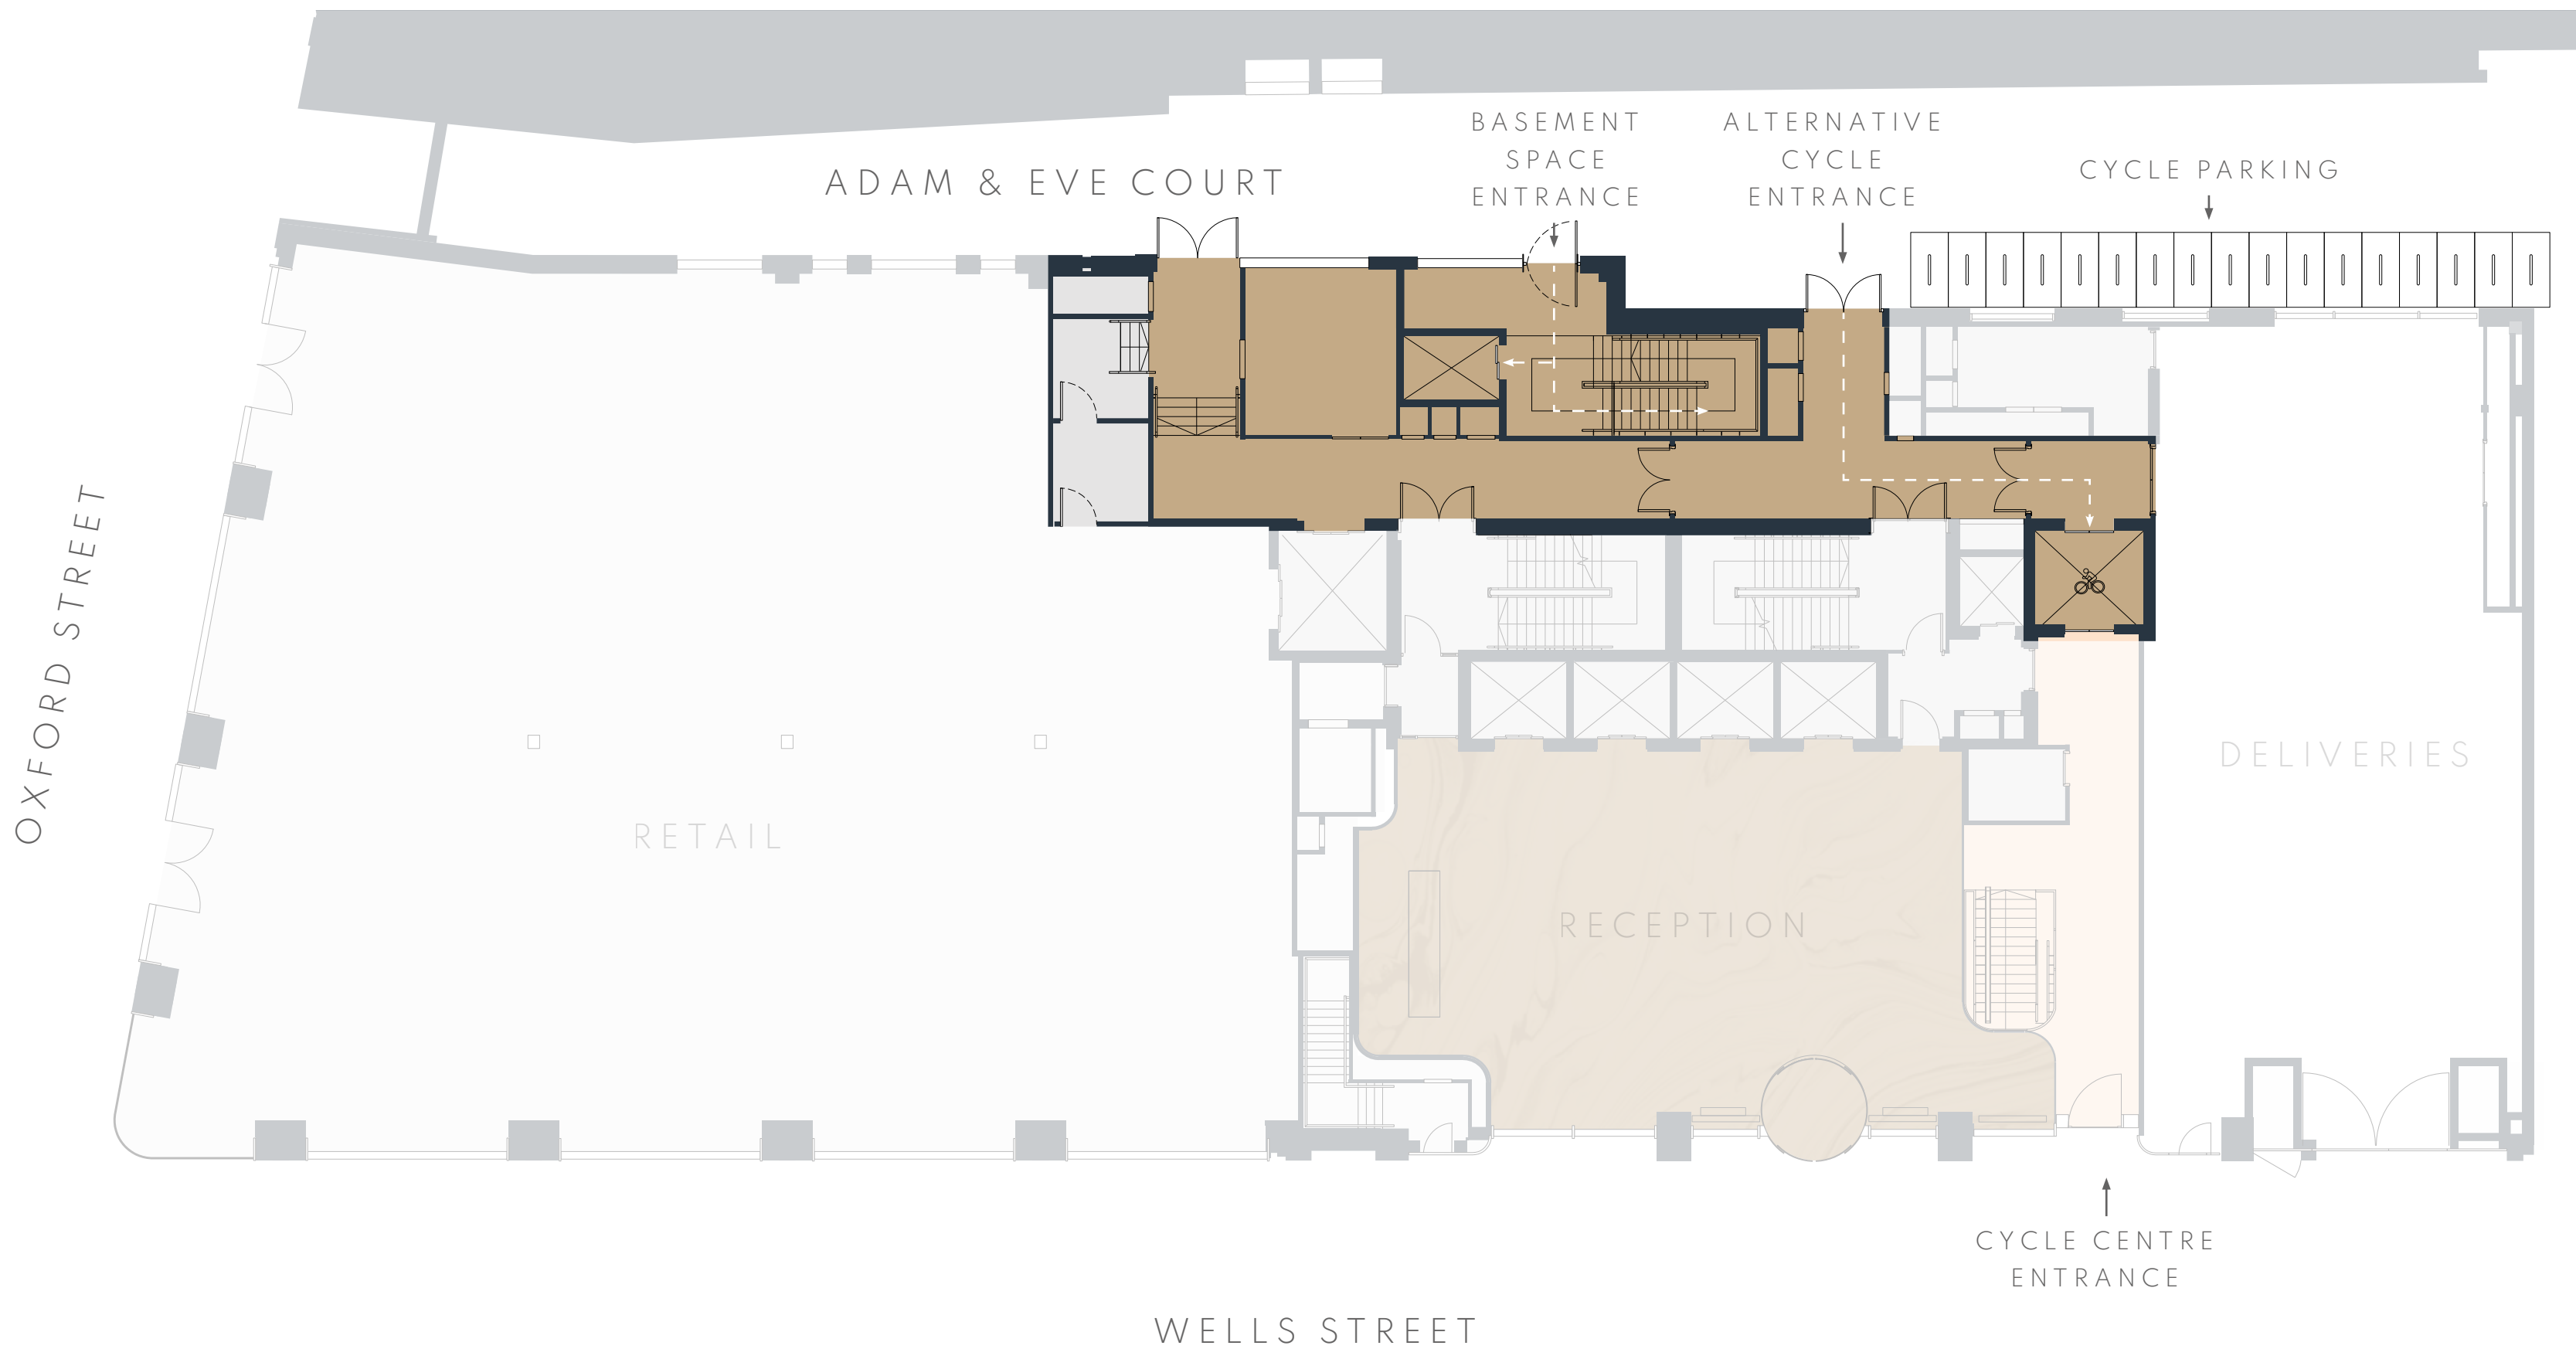 BASEMENT
SPACE
ENTRANCE
ALTERNATIVE
CYCLE
ENTRANCE
CYCLE PARKING
ADAM & EVE COURT
OXFORD STREET
RETAIL
RECEPTION
DELIVERIES
CYCLE CENTRE
ENTRANCE
WELLS STREET